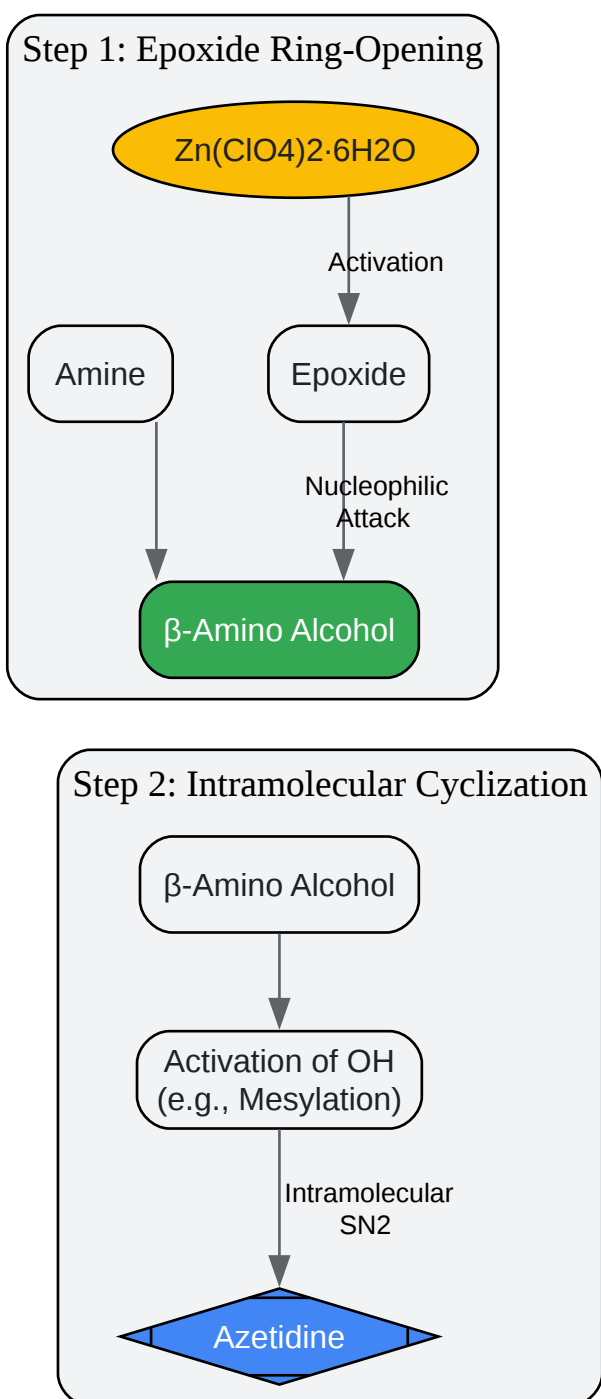 Step 1: Epoxide Ring-Opening
Zn(ClO4)2·6H2O
Activation
Amine
Epoxide
Nucleophilic
Attack
β-Amino Alcohol
Step 2: Intramolecular Cyclization
β-Amino Alcohol
Activation of OH
(e.g., Mesylation)
Intramolecular
SN2
Azetidine